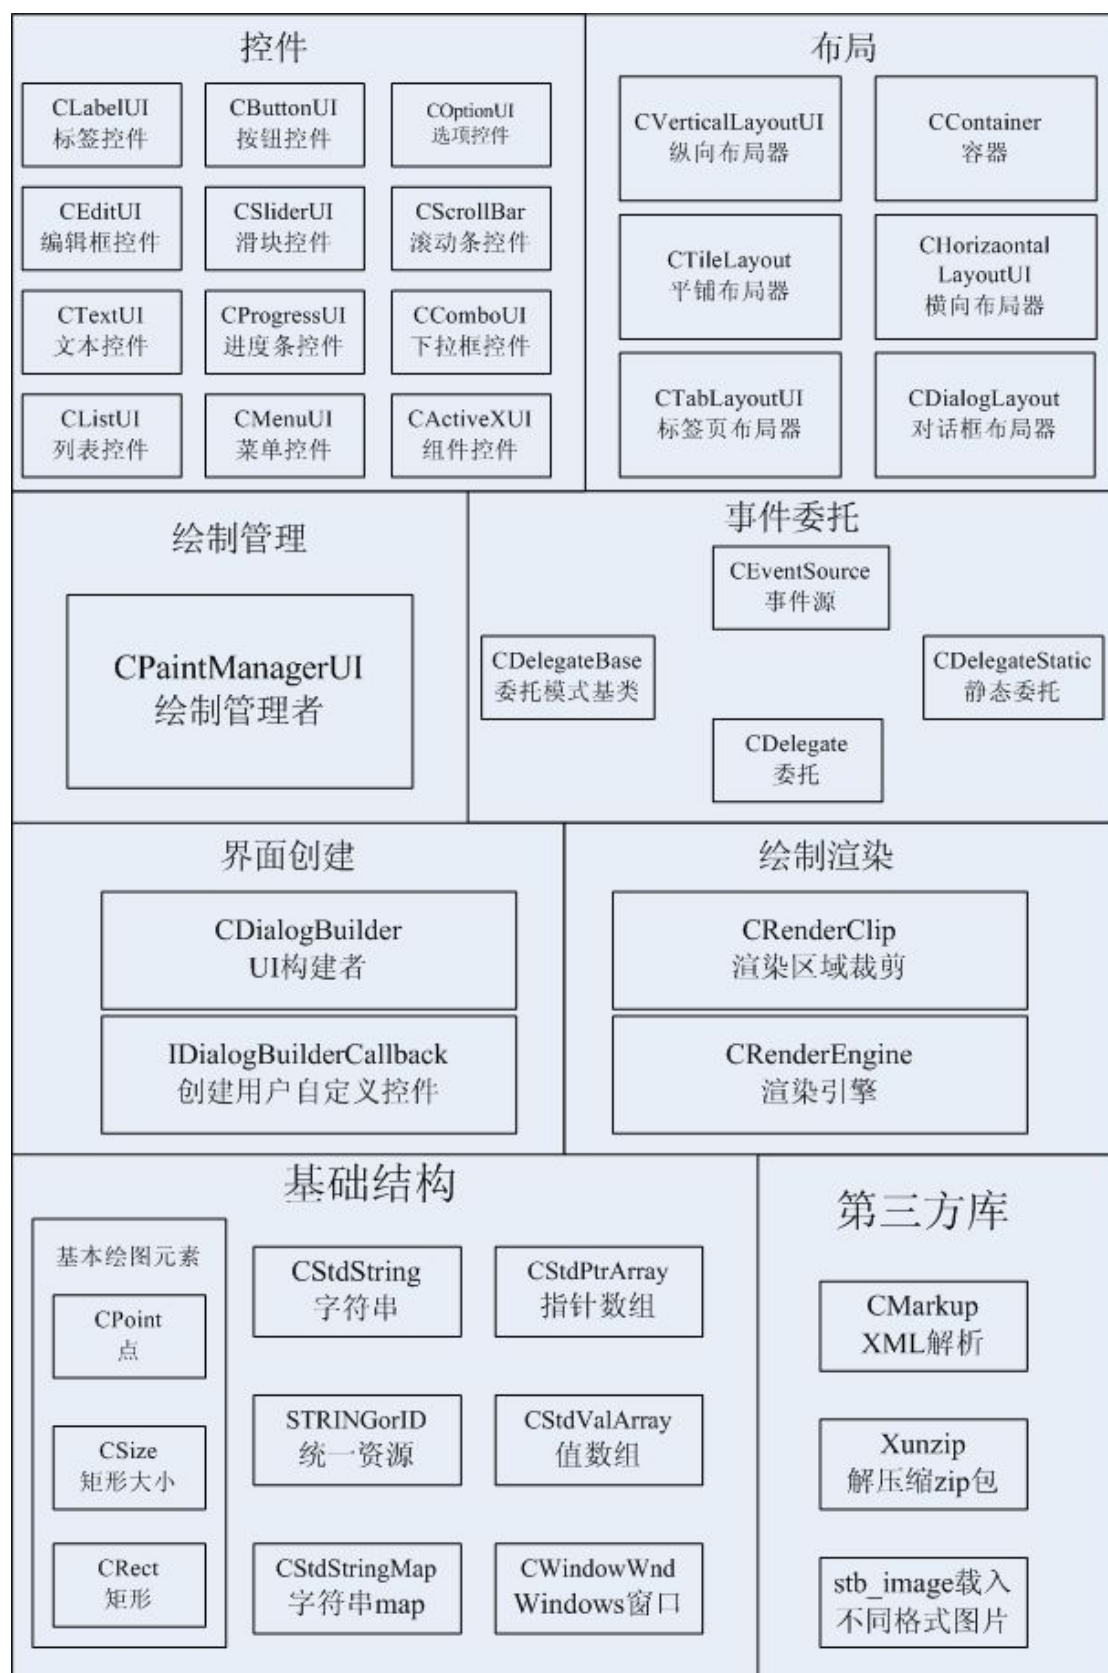 控件
CLabelUI
标签控件
CButtonUI
按钮控件
COptionUI
选项控件
CEditUI
编辑框控件
CSliderUI
滑块控件
CScrollBar
滚动条控件
CTextUI
文本控件
CProgressUI
进度条控件
CComboUI
下拉框控件
CListUI
列表控件
CMenuUI
菜单控件
CActiveXUI
组件控件
布局
CVerticalLayoutUI
纵向布局器
CContainer
容器
CTileLayout
平铺布局器
CHorizaontal
LayoutUI
横向布局器
CTabLayoutUI
标签页布局器
CDialogLayout
对话框布局器
绘制管理
CPaintManagerUI
绘制管理者
事件委托
CEventSource
事件源
CDelegateBase
委托模式基类
CDelegateStatic
静态委托
CDelegate
委托
界面创建
CDialogBuilder
UI构建者
IDialogBuilderCallback
创建用户自定义控件
绘制渲染
CRenderClip
渲染区域裁剪
CRenderEngine
渲染引擎
基础结构
基本绘图元素
CPoint
点
CSize
矩形大小
CRect
矩形
CStdString
字符串
CStdPtrArray
指针数组
STRINGorID
统一资源
CStdValArray
值数组
CStdStringMap
字符串map
CWindowWnd
Windows窗口
第三方库
CMarkup
XML解析
Xunzip
解压缩zip包
stb_image载入
不同格式图片